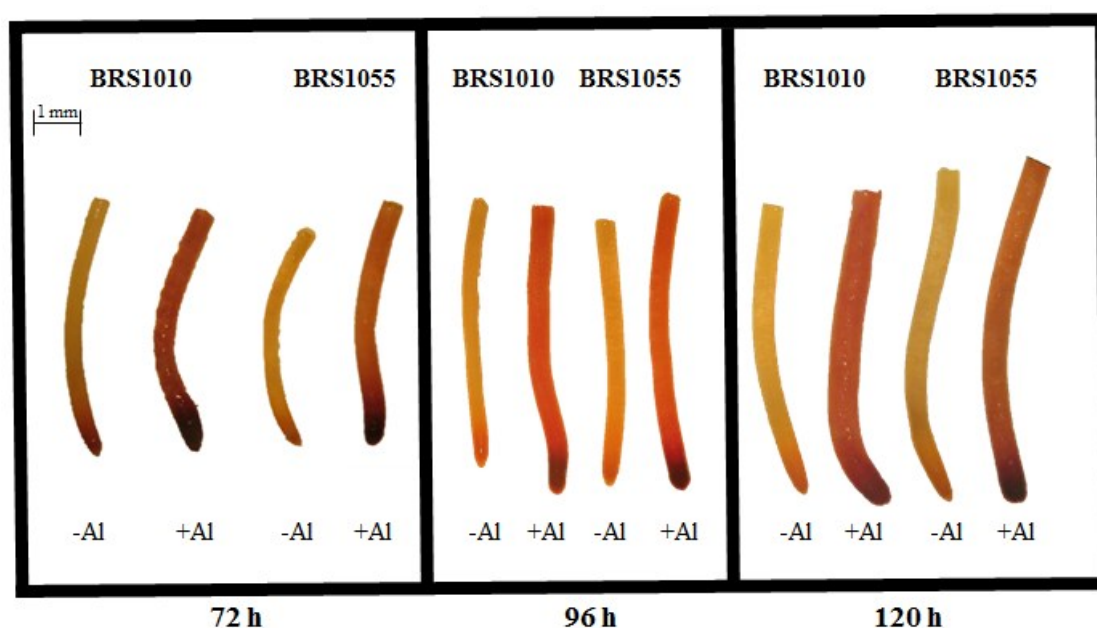 BRS1010 BRS1055
BRS1010 BRS1055
BRS1010 BRS1055
1 mm
-Al +Al -Al +Al
-Al +Al -Al +Al
-Al +Al -Al +Al
72 h
96 h
120 h